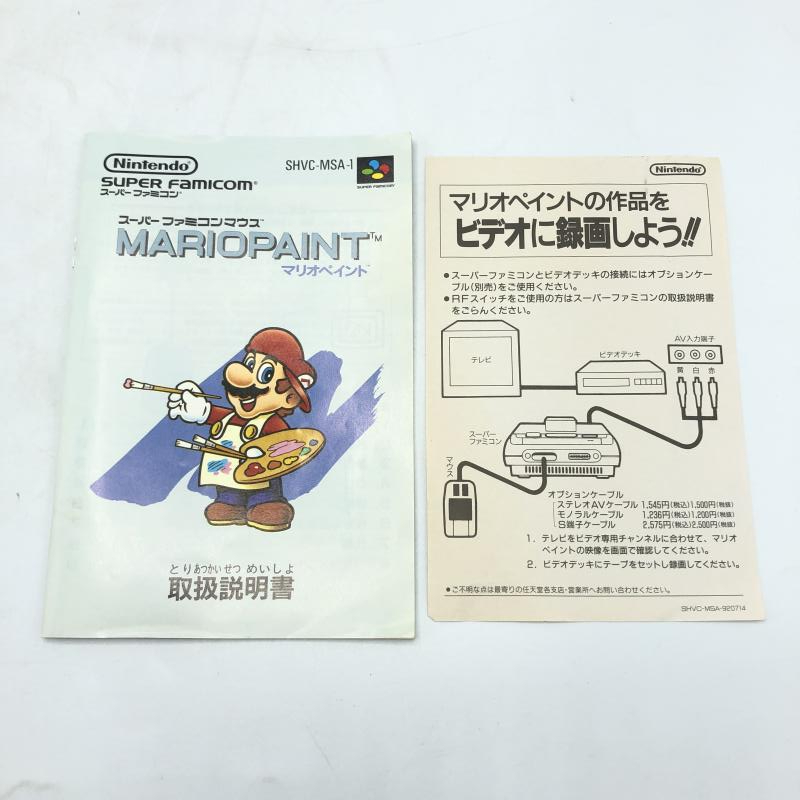 Nintendo
SUPER FAMICOM
スーパーファミコン
SHVC-MSA-1
SUPER FAMICOM
スーパーファミコンマウス™
MARIOPAINT™
マリオペイント
とりあつかいせつめいしょ
取扱説明書
Nintendo
マリオペイントの作品を
ビデオに録画しよう!!
●スーパーファミコンとビデオデッキの接続にはオプションケー
ブル(別売)をご使用ください。
●RFスイッチをご使用の方はスーパーファミコンの取扱説明書
をごらんください。
テレビ
ビデオデッキ
AV入力端子
黄 白 赤
スーパー
ファミコン
マウス
オプションケーブル
ステレオAVケーブル 1,545円(税込)1,500円(税抜)
モノラルケーブル 1,236円(税込)1,200円(税抜)
S端子ケーブル 2,575円(税込)2,500円(税抜)
1. テレビをビデオ専用チャンネルに合わせて、マリオ
ペイントの映像を画面で確認してください。
2. ビデオデッキにテープをセットし録画してください。
●ご不明な点は最寄りの任天堂各支店・営業所へお問い合わせください。
SHVC-MSA-920714